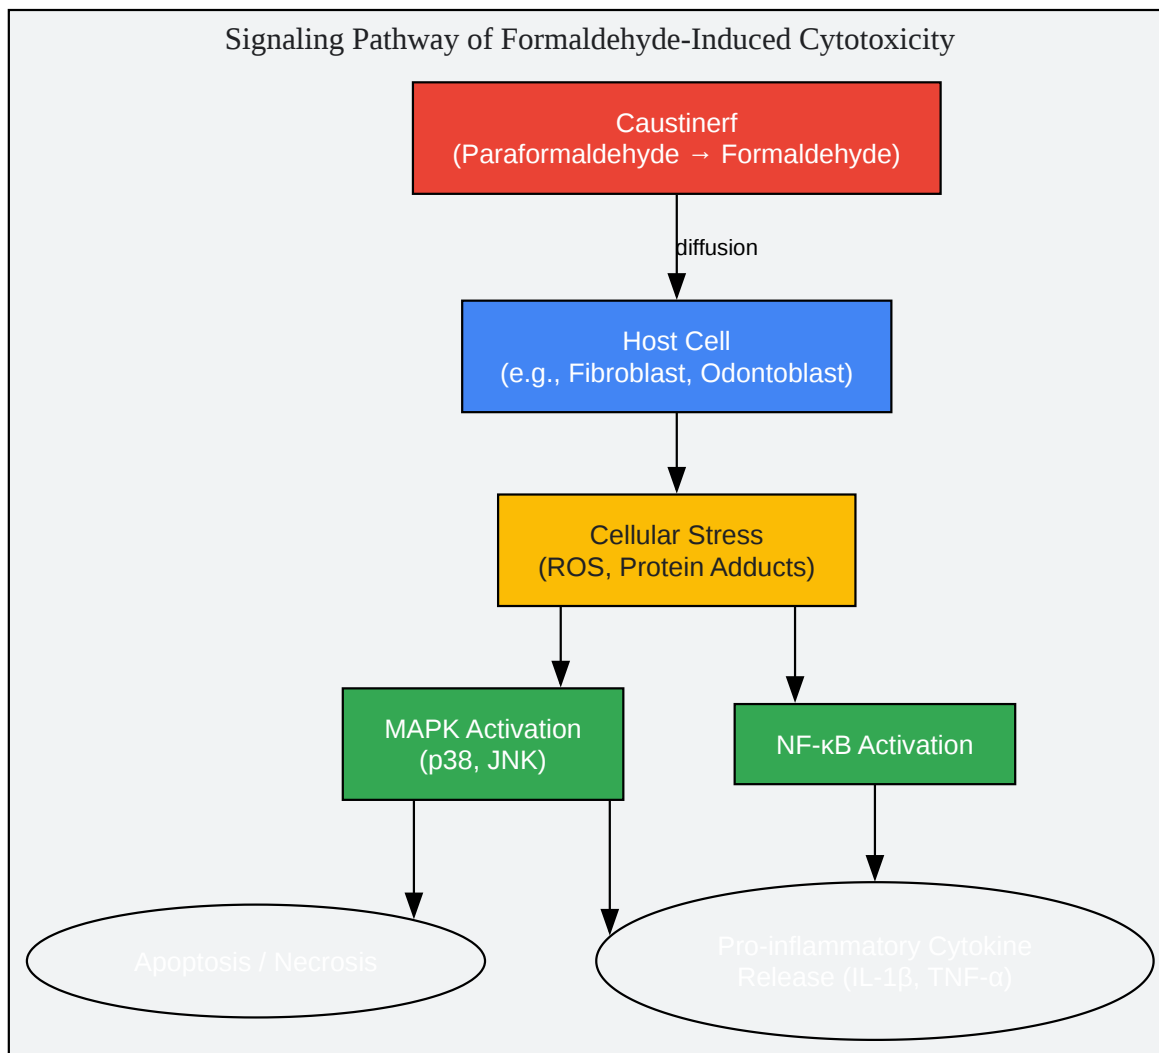 Signaling Pathway of Formaldehyde-Induced Cytotoxicity
Caustinerf
(Paraformaldehyde → Formaldehyde)
diffusion
Host Cell
(e.g., Fibroblast, Odontoblast)
Cellular Stress
(ROS, Protein Adducts)
MAPK Activation
(p38, JNK)
NF-κB Activation
Apoptosis / Necrosis
Pro-inflammatory Cytokine
Release (IL-1β, TNF-α)